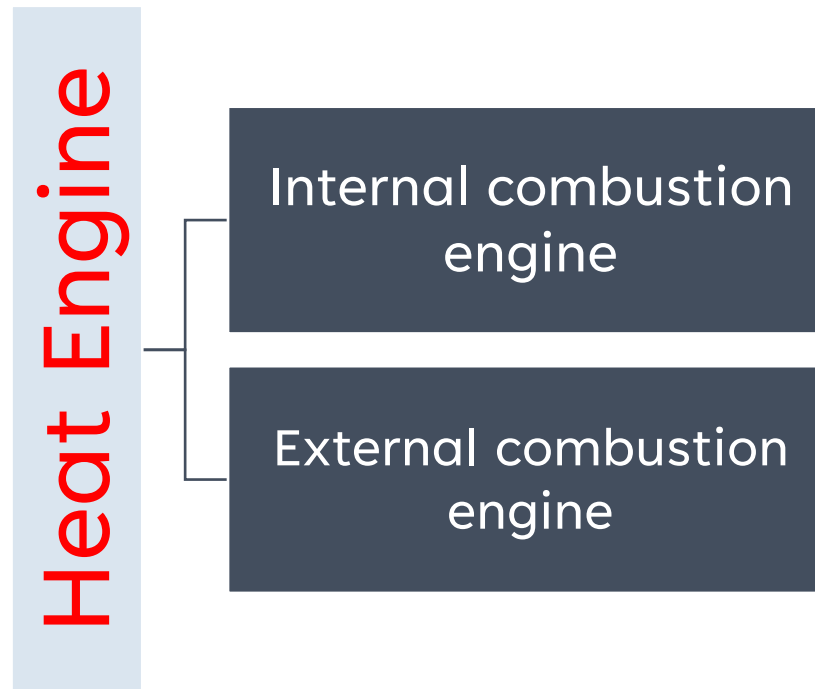 Heat Engine
Internal combustion
engine
External combustion
engine